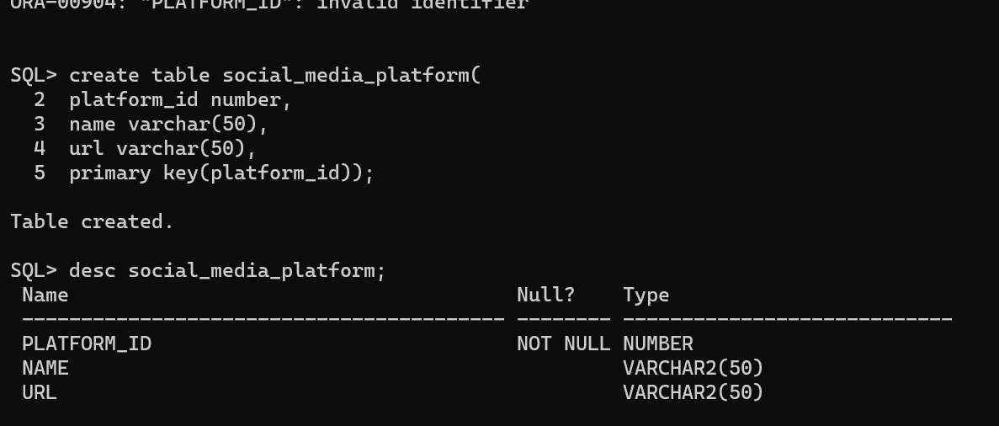 ORA-00904: "PLATFORM_ID": invalid identifier
SQL> create table social_media_platform(
  2  platform_id number,
  3  name varchar(50),
  4  url varchar(50),
  5  primary key(platform_id));
Table created.
SQL> desc social_media_platform;
 Name                                      Null?    Type
 ----------------------------------------- -------- ----------------------------
 PLATFORM_ID                               NOT NULL NUMBER
 NAME                                               VARCHAR2(50)
 URL                                                VARCHAR2(50)